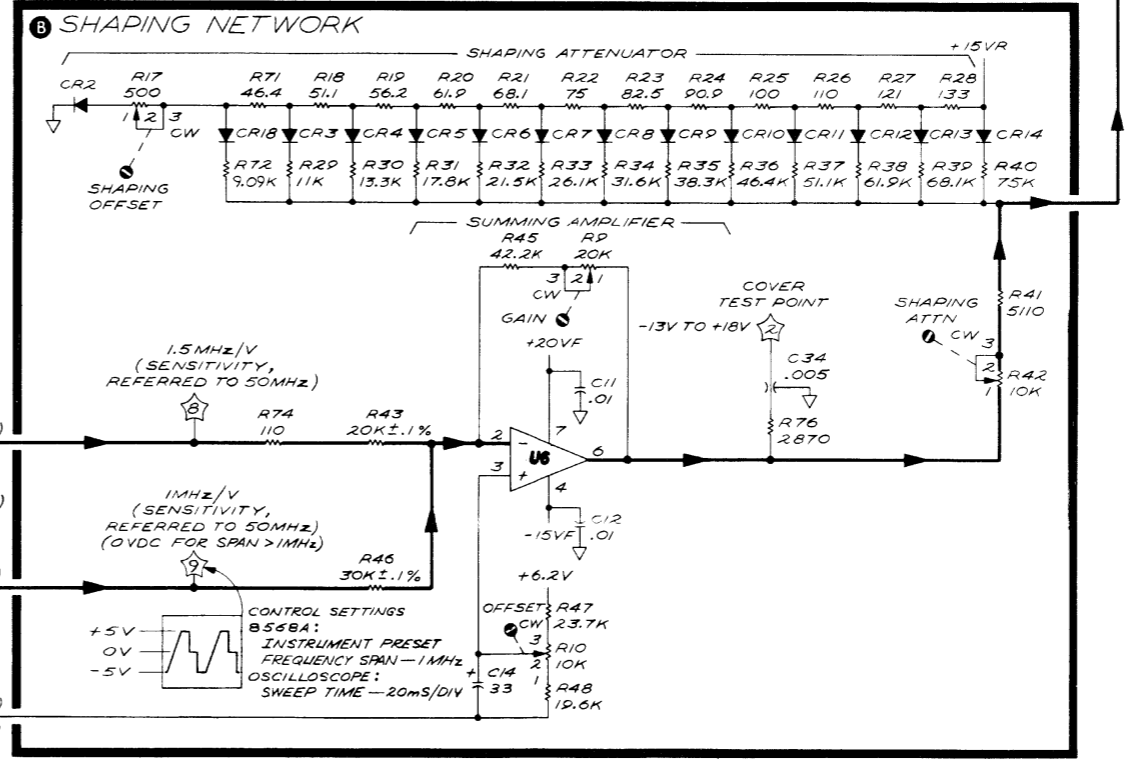 B SHAPING NETWORK
SHAPING ATTENUATOR
+15VR
CR2
R17 500
R71 46.4
R18 51.1
R19 56.2
R20 61.9
R21 68.1
R22 75
R23 82.5
R24 90.9
R25 100
R26 110
R27 121
R28 133
1 2 3
CW
SHAPING
OFFSET
CR18
CR3
CR4
CR5
CR6
CR7
CR8
CR9
CR10
CR11
CR12
CR13
CR14
R72 9.09K
R29 11K
R30 13.3K
R31 17.8K
R32 21.5K
R33 26.1K
R34 31.6K
R35 38.3K
R36 46.4K
R37 51.1K
R38 61.9K
R39 68.1K
R40 75K
SUMMING AMPLIFIER
R45 42.2K
R9 20K
3 2 1
CW
GAIN
+20VF
C11 .01
COVER
TEST POINT
-13V TO +18V
2
C34 .005
R76 2870
SHAPING
ATTN
CW
3
2
1
R41 5110
R42 10K
1.5MHz/V
(SENSITIVITY,
REFERRED TO 50MHz)
8
R74 110
R43 20K±.1%
2
-
3
+
U6
7
6
4
-15VF
C12 .01
1MHz/V
(SENSITIVITY,
REFERRED TO 50MHz)
(0VDC FOR SPAN >1MHz)
9
R46 30K±.1%
+6.2V
OFFSET
CW
R47 23.7K
3
2
1
R10 10K
R48 19.6K
+
C14 33
+5V
0V
-5V
CONTROL SETTINGS
8568A:
INSTRUMENT PRESET
FREQUENCY SPAN—1MHz
OSCILLOSCOPE:
SWEEP TIME—20mS/DIV